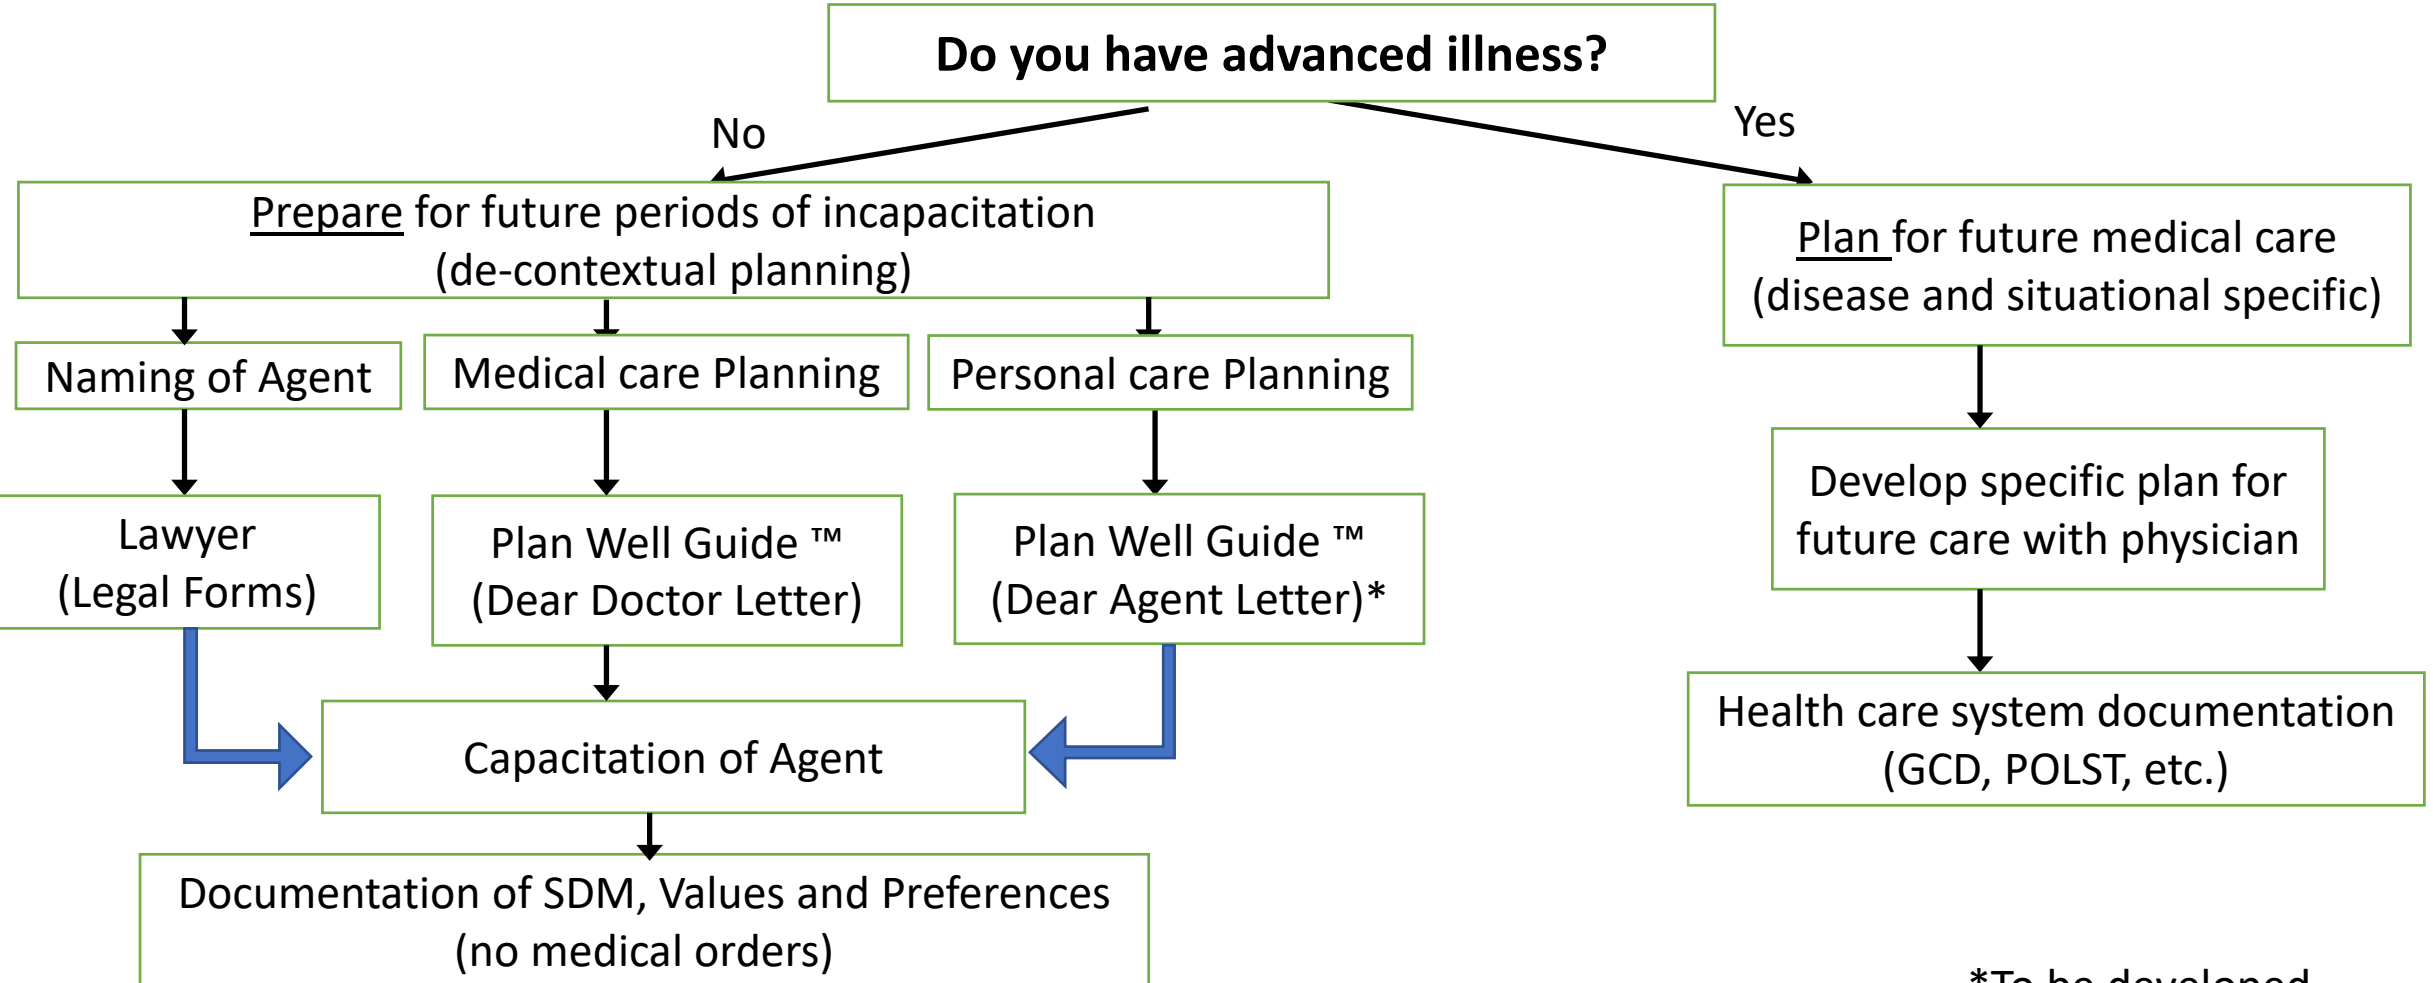 Do you have advanced illness?
No
Yes
Prepare for future periods of incapacitation
(de-contextual planning)
Plan for future medical care
(disease and situational specific)
Naming of Agent
Medical care Planning
Personal care Planning
Lawyer
(Legal Forms)
Plan Well Guide ™
(Dear Doctor Letter)
Plan Well Guide ™
(Dear Agent Letter)*
Develop specific plan for
future care with physician
Capacitation of Agent
Health care system documentation
(GCD, POLST, etc.)
Documentation of SDM, Values and Preferences
(no medical orders)
*To be developed